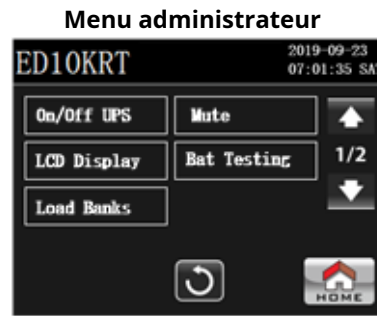 Menu administrateur
ED10KRT
2019-09-23
07:01:35 SAT
On/Off UPS
Mute
LCD Display
Bat Testing
1/2
Load Banks
HOME